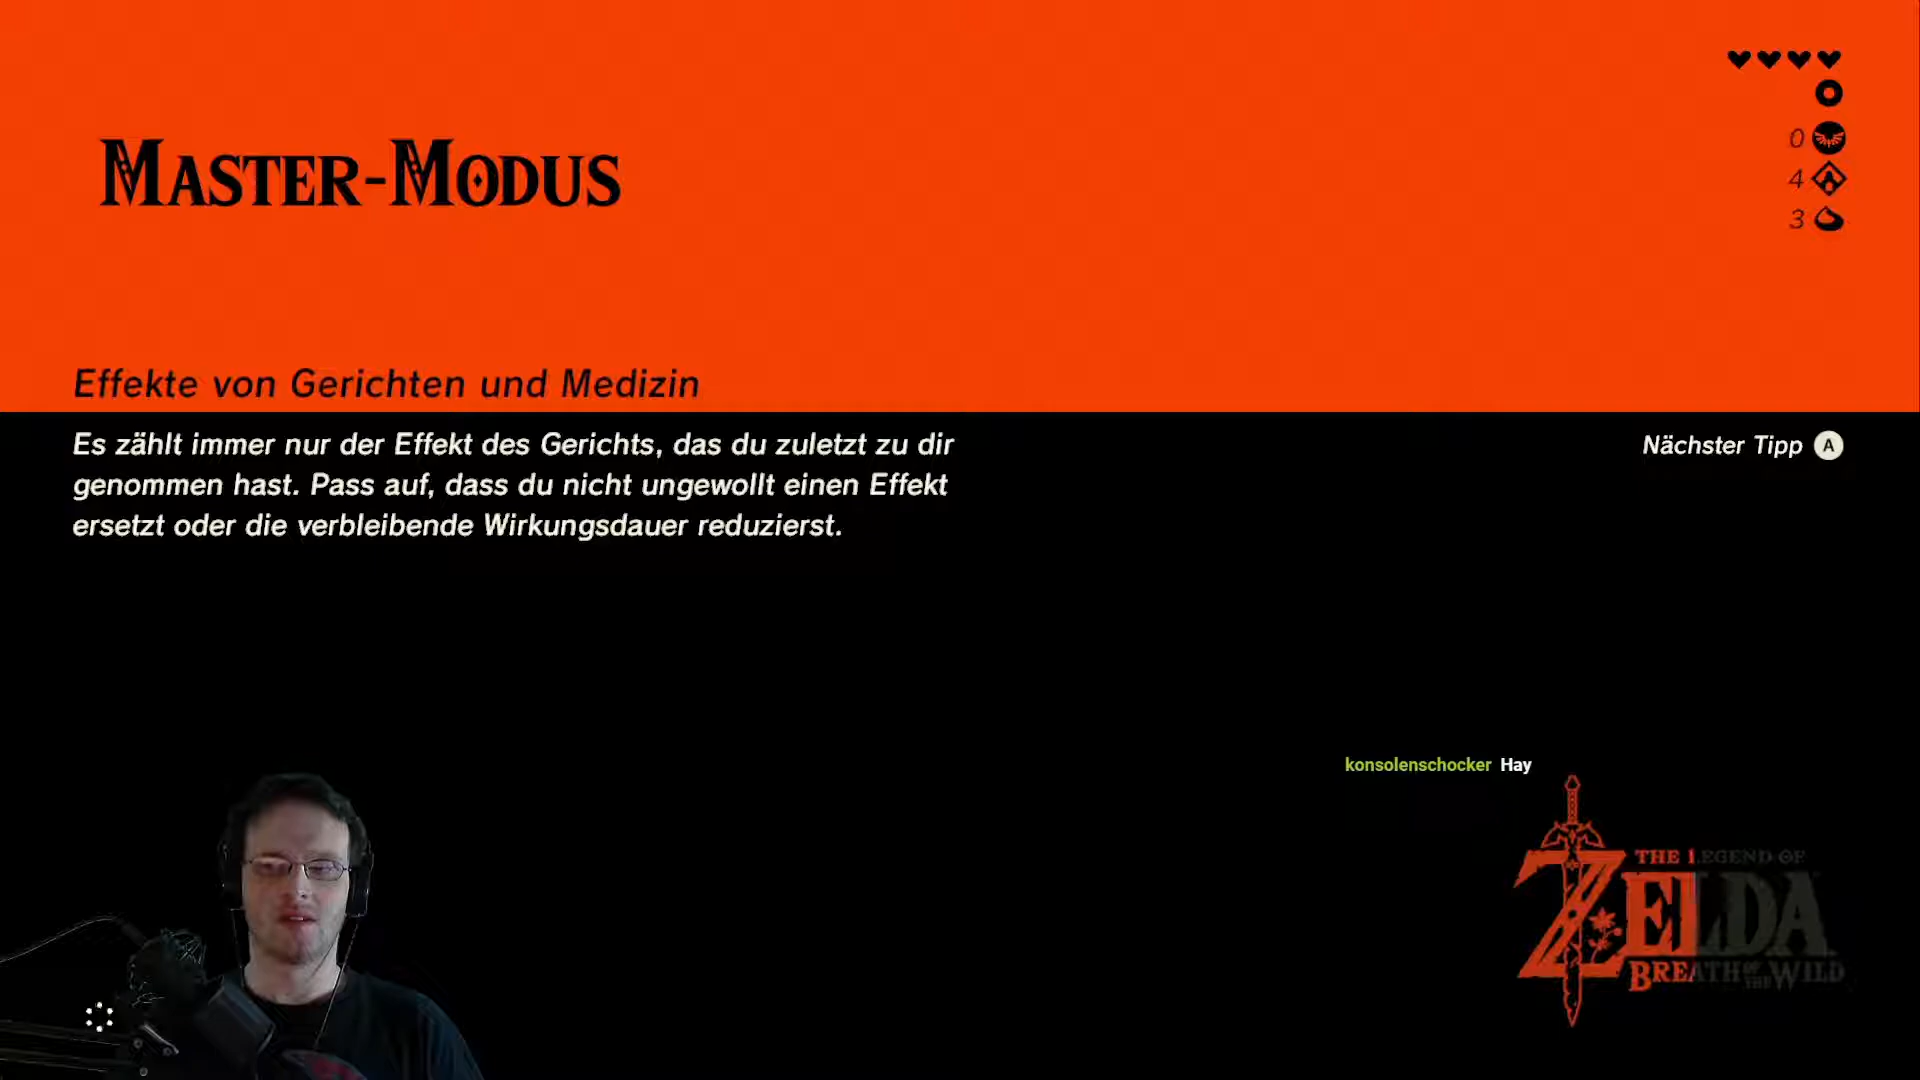 MASTER-MODUS
0
4
3
Effekte von Gerichten und Medizin
Es zählt immer nur der Effekt des Gerichts, das du zuletzt zu dir
genommen hast. Pass auf, dass du nicht ungewollt einen Effekt
ersetzt oder die verbleibende Wirkungsdauer reduzierst.
Nächster Tipp A
konsolenschocker Hay
THE LEGEND OF
ZELDA
BREATH OF THE WILD